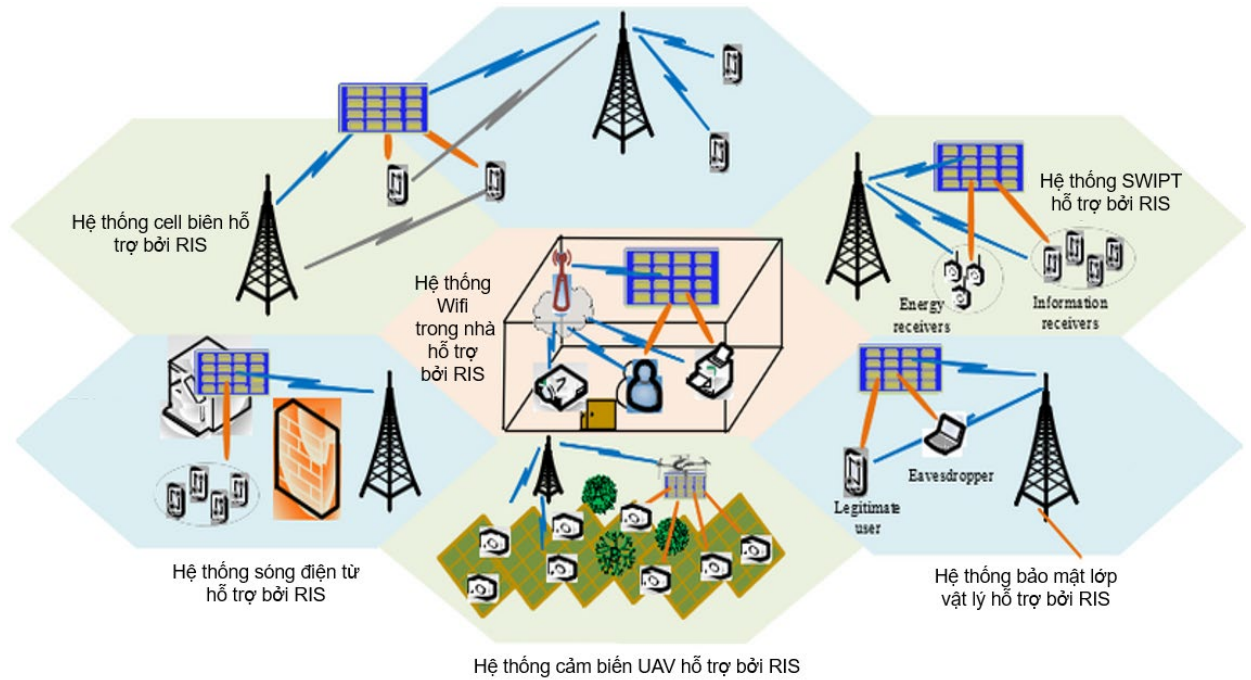 Hệ thống SWIPT
hỗ trợ bởi RIS
Hệ thống cell biên hỗ
trợ bởi RIS
Hệ thống
Wifi
trong nhà
hỗ trợ
bởi RIS
Energy
receivers
Information
receivers
Eavesdropper
Legitimate
user
Hệ thống sóng điện từ
hỗ trợ bởi RIS
Hệ thống bảo mật lớp
vật lý hỗ trợ bởi RIS
Hệ thống cảm biến UAV hỗ trợ bởi RIS